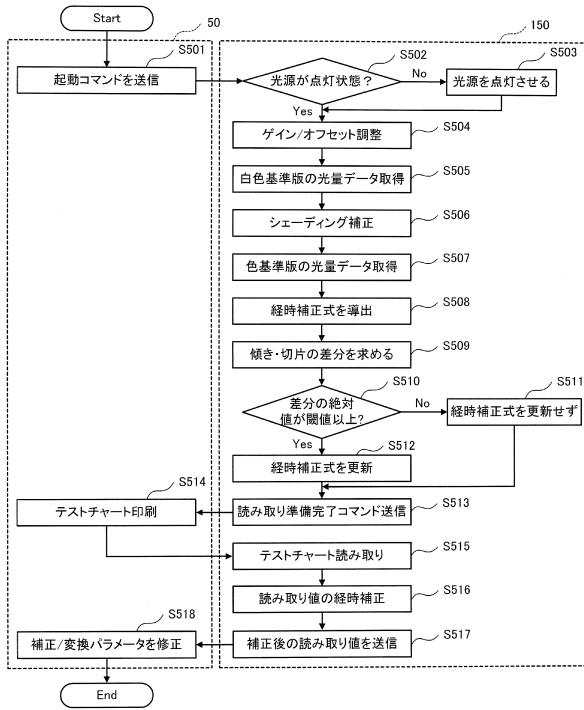 Start
50
150
S501
起動コマンドを送信
S502
光源が点灯状態？
No
S503
光源を点灯させる
Yes
S504
ゲイン/オフセット調整
S505
白色基準版の光量データ取得
S506
シェーディング補正
S507
色基準版の光量データ取得
S508
経時補正式を導出
S509
傾き・切片の差分を求める
S510
差分の絶対
値が閾値以上?
No
S511
経時補正式を更新せず
Yes
S512
経時補正式を更新
S513
読み取り準備完了コマンド送信
S514
テストチャート印刷
S515
テストチャート読み取り
S516
読み取り値の経時補正
S517
補正後の読み取り値を送信
S518
補正/変換パラメータを修正
End